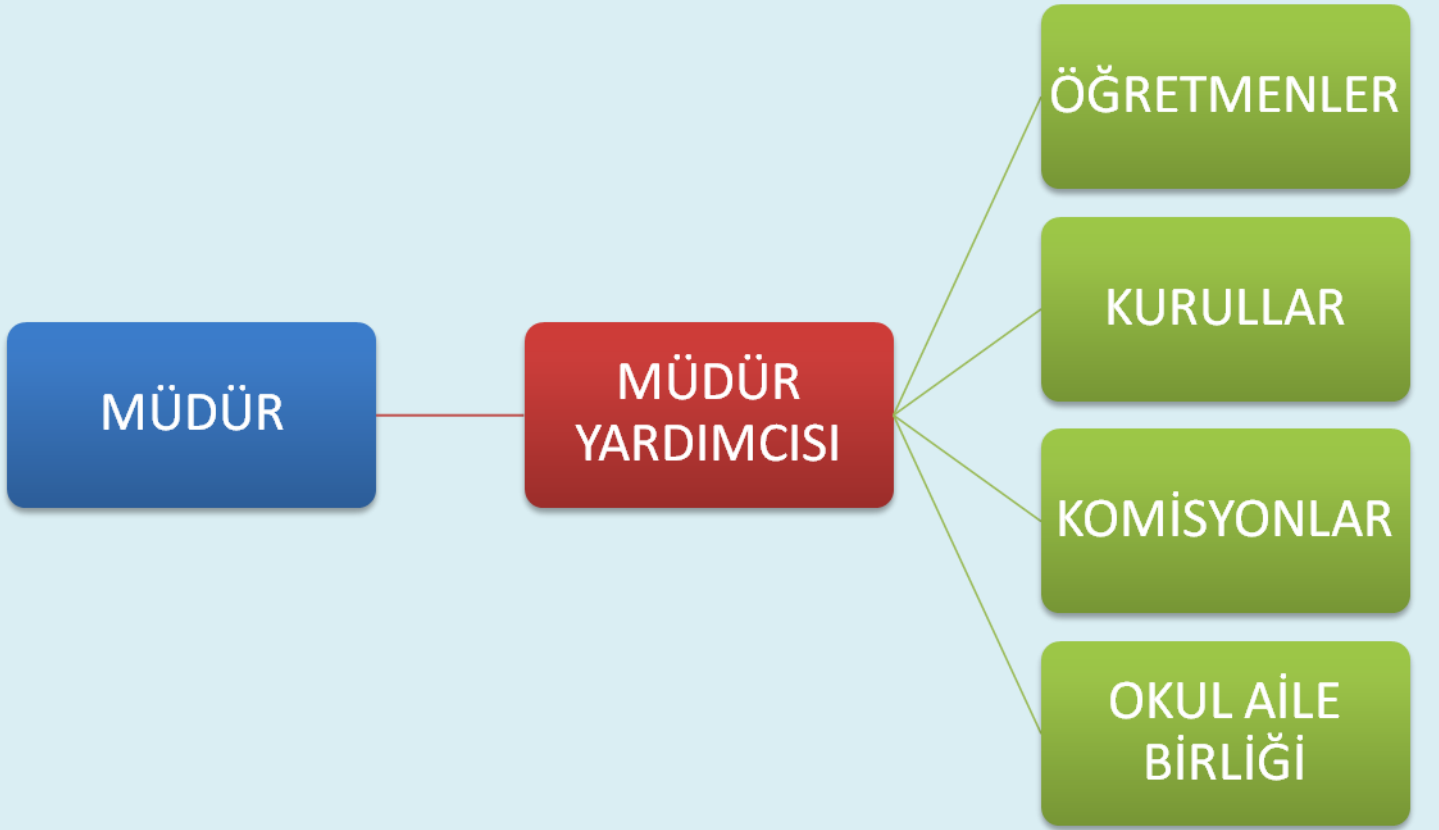 MÜDÜR
MÜDÜR
YARDIMCISI
ÖĞRETMENLER
KURULLAR
KOMİSYONLAR
OKUL AİLE
BİRLİĞİ